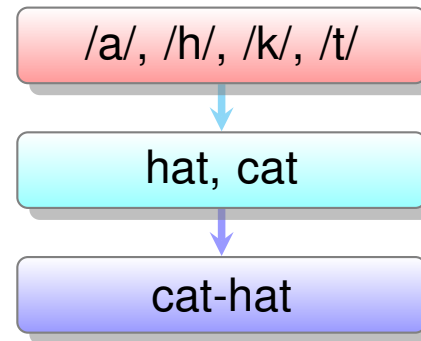 /a/, /h/, /k/, /t/
hat, cat
cat-hat